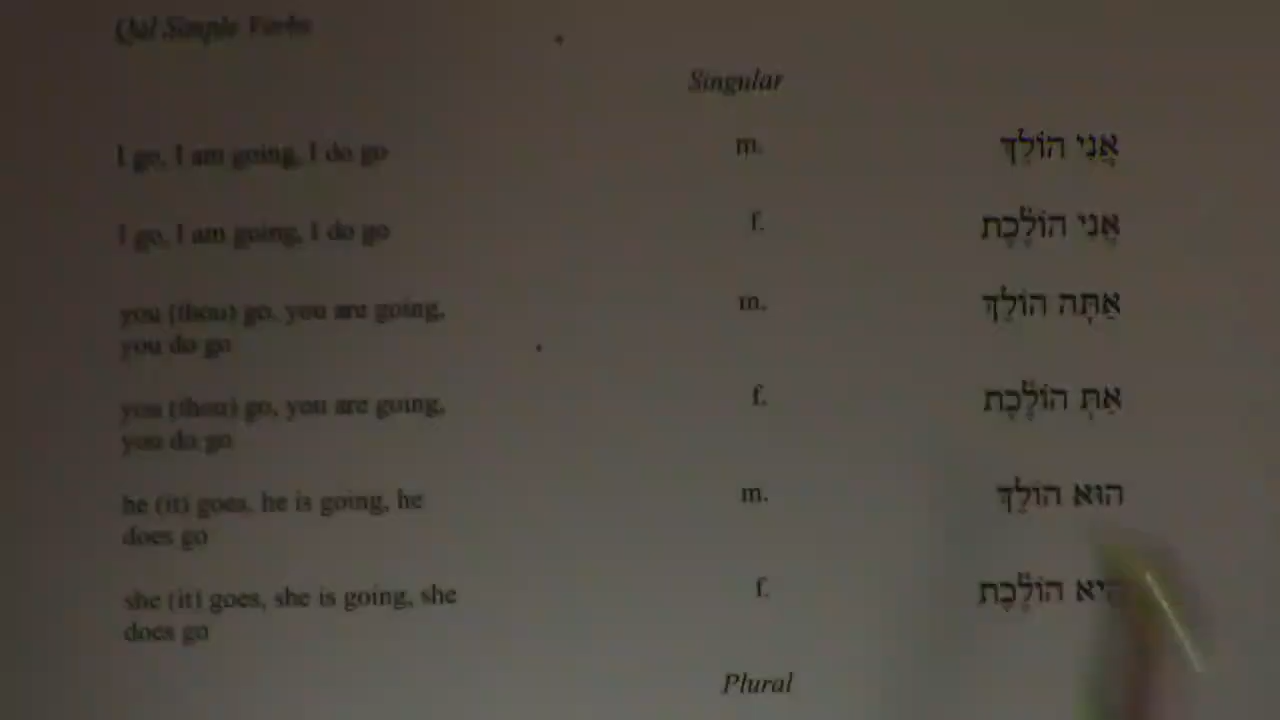 Qal Simple Verbs
Singular
I go, I am going, I do go m. אֲנִי הוֹלֵךְ
I go, I am going, I do go f. אֲנִי הוֹלֶ֫כֶת
you (thou) go, you are going, m. אַתָּה הוֹלֵךְ
you do go
you (thou) go, you are going, f. אַתְּ הוֹלֶ֫כֶת
you do go
he (it) goes, he is going, he m. הוּא הוֹלֵךְ
does go
she (it) goes, she is going, she f. הִיא הוֹלֶ֫כֶת
does go
Plural